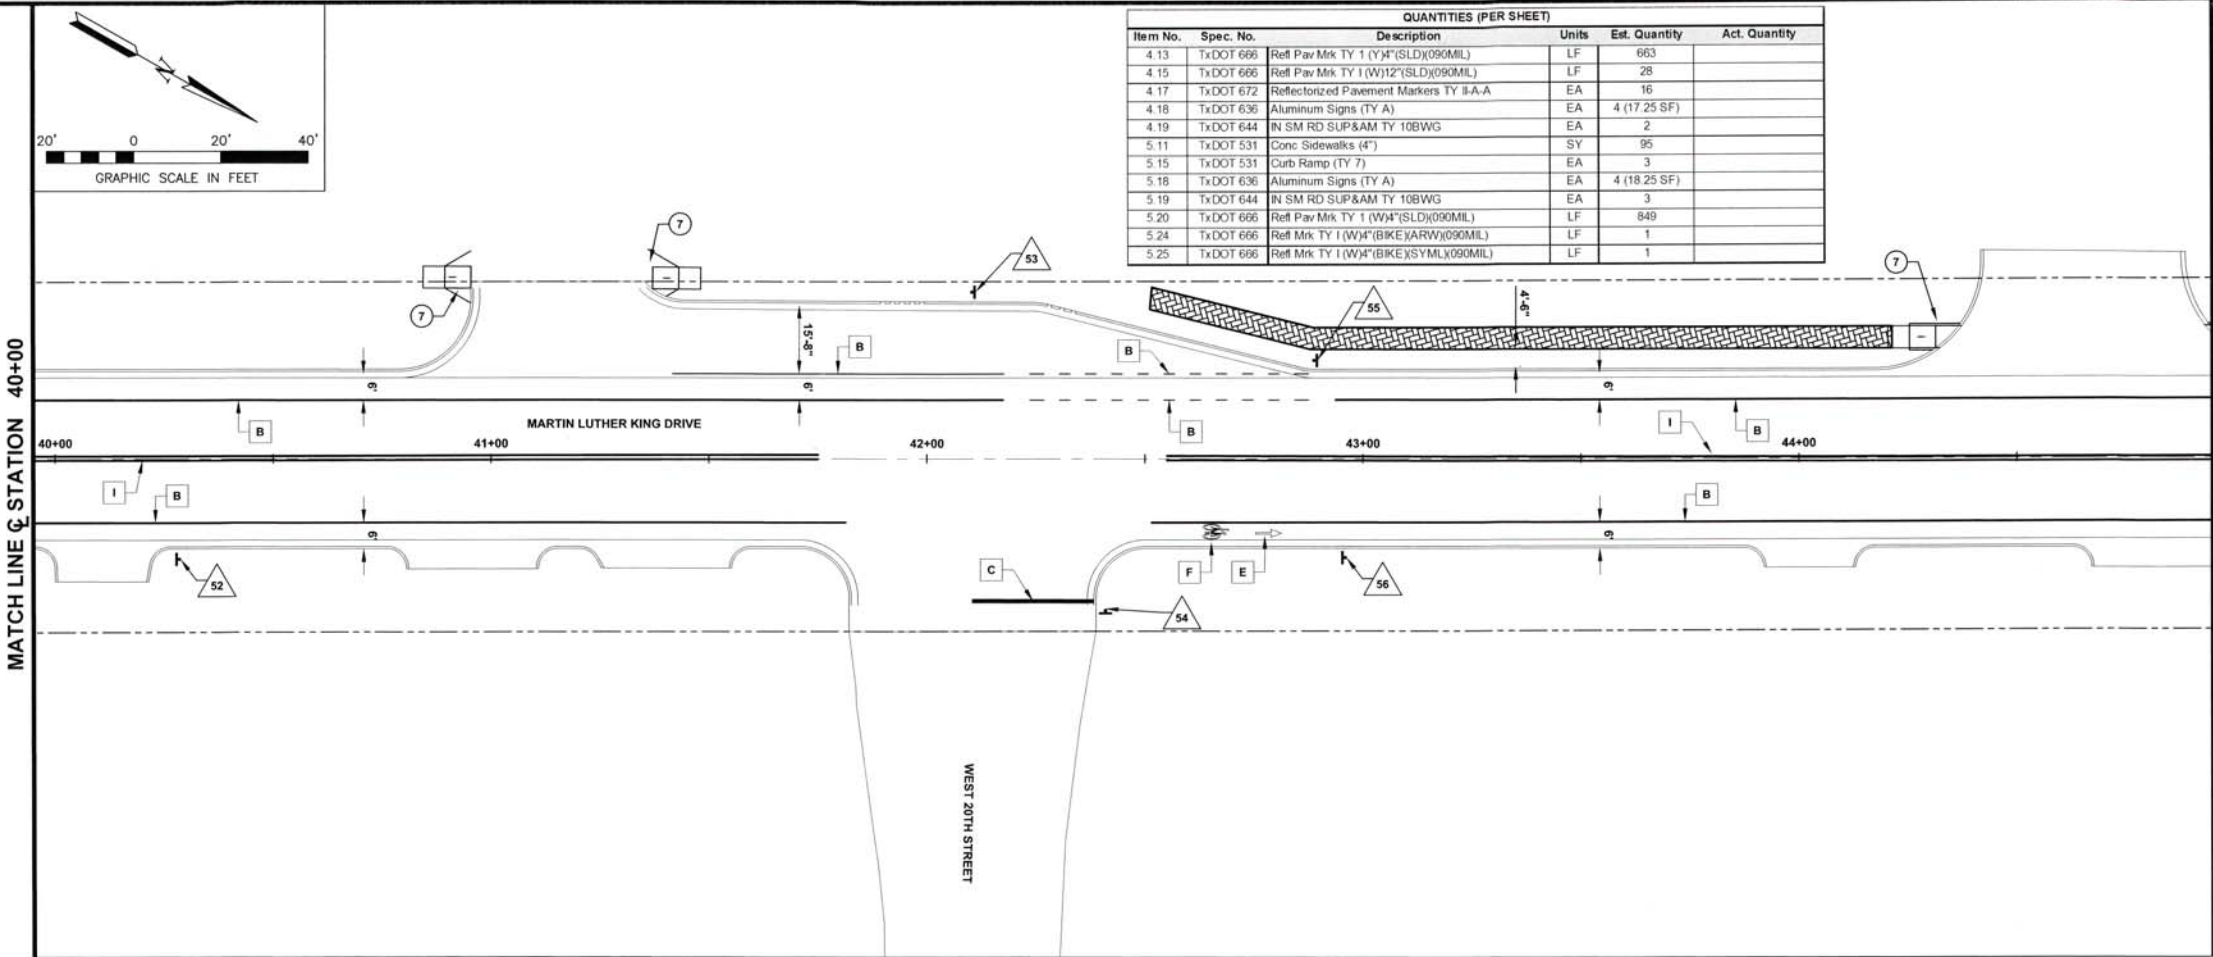 QUANTITIES (PER SHEET)
Item No. Spec. No. Description Units Est. Quantity Act. Quantity
4.13 TxDOT 666 Refl Pav Mrk TY 1 (Y)4"(SLD)(090MIL) LF 663
4.15 TxDOT 666 Refl Pav Mrk TY I (W)12"(SLD)(090MIL) LF 28
4.17 TxDOT 672 Reflectorized Pavement Markers TY II-A-A EA 16
4.18 TxDOT 636 Aluminum Signs (TY A) EA 4 (17.25 SF)
4.19 TxDOT 644 IN SM RD SUP&AM TY 10BWG EA 2
5.11 TxDOT 531 Conc Sidewalks (4") SY 95
5.15 TxDOT 531 Curb Ramp (TY 7) EA 3
5.18 TxDOT 636 Aluminum Signs (TY A) EA 4 (18.25 SF)
5.19 TxDOT 644 IN SM RD SUP&AM TY 10BWG EA 3
5.20 TxDOT 666 Refl Pav Mrk TY 1 (W)4"(SLD)(090MIL) LF 849
5.24 TxDOT 666 Refl Mrk TY I (W)4"(BIKE)(ARW)(090MIL) LF 1
5.25 TxDOT 666 Refl Mrk TY I (W)4"(BIKE)(SYML)(090MIL) LF 1
N
20' 0 20' 40'
GRAPHIC SCALE IN FEET
7
53
7
7
55
4'-6"
15'-8"
B
B
6'
6'
6'
MATCH LINE ℄ STATION 40+00
B
MARTIN LUTHER KING DRIVE
B
I
B
40+00 41+00 42+00 43+00 44+00
I
B
B
6'
6'
52
C
F
E
56
54
WEST 20TH STREET